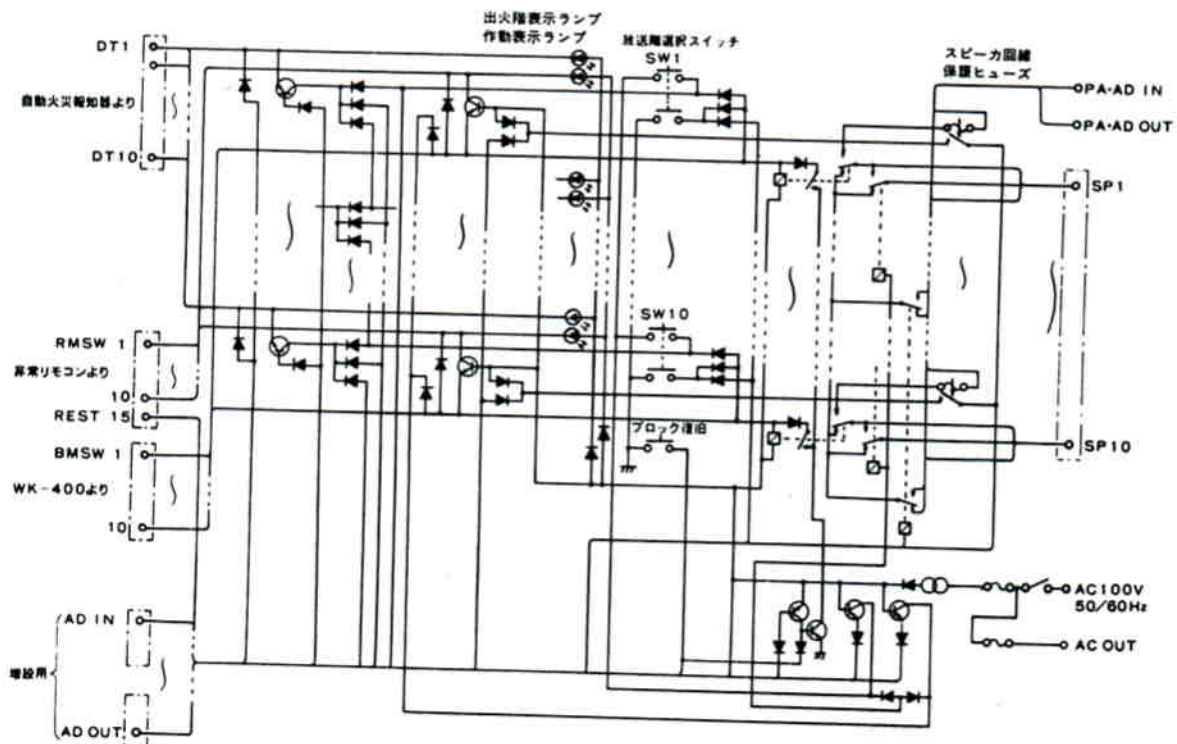 出火階表示ランプ
作動表示ランプ
放送階選択スイッチ
SW1
スピーカ回線
保護ヒューズ
DT1
自動火災報知器より
DT10
PA・AD IN
PA・AD OUT
SP1
SW10
RMSW 1
非常リモコンより
10
REST 15
ブロック復旧
SP10
BMSW 1
WK-400より
10
AC100V
50/60Hz
AC OUT
AD IN
増設用
AD OUT